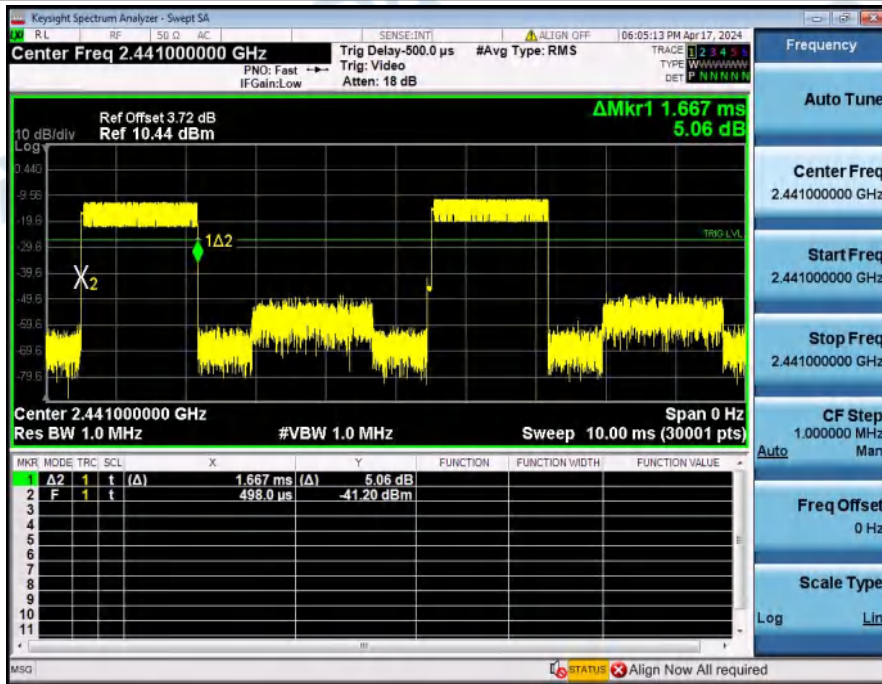 Keysight Spectrum Analyzer - Swept SA
RL RF 50 Ω AC SENSE:INT ALIGN OFF 06:05:13 PM Apr 17, 2024
Center Freq 2.441000000 GHz
PNO: Fast
IFGain:Low
Trig Delay-500.0 µs
Trig: Video
Atten: 18 dB
#Avg Type: RMS
TRACE 1 2 3 4 5 6
TYPE W
DET P N N N N N
ΔMkr1 1.667 ms
5.06 dB
Ref Offset 3.72 dB
10 dB/div Ref 10.44 dBm
Log
0.440
-9.56
-19.6
TRIG LVL
1Δ2
-29.6
-39.6
X2
-49.6
-59.6
-69.6
-79.6
Center 2.441000000 GHz Span 0 Hz
Res BW 1.0 MHz #VBW 1.0 MHz Sweep 10.00 ms (30001 pts)
MKR MODE TRC SCL X Y FUNCTION FUNCTION WIDTH FUNCTION VALUE
1 Δ2 1 t (Δ) 1.667 ms (Δ) 5.06 dB
2 F 1 t 498.0 µs -41.20 dBm
3
4
5
6
7
8
9
10
11
MSG STATUS Align Now All required
Frequency
Auto Tune
Center Freq
2.441000000 GHz
Start Freq
2.441000000 GHz
Stop Freq
2.441000000 GHz
CF Step
1.000000 MHz
Auto Man
Freq Offset
0 Hz
Scale Type
Log Lin